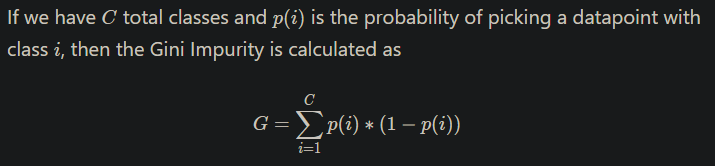 If we have C total classes and p(i) is the probability of picking a datapoint with
class i, then the Gini Impurity is calculated as
G = \sum_{i=1}^{C} p(i) * (1 − p(i))